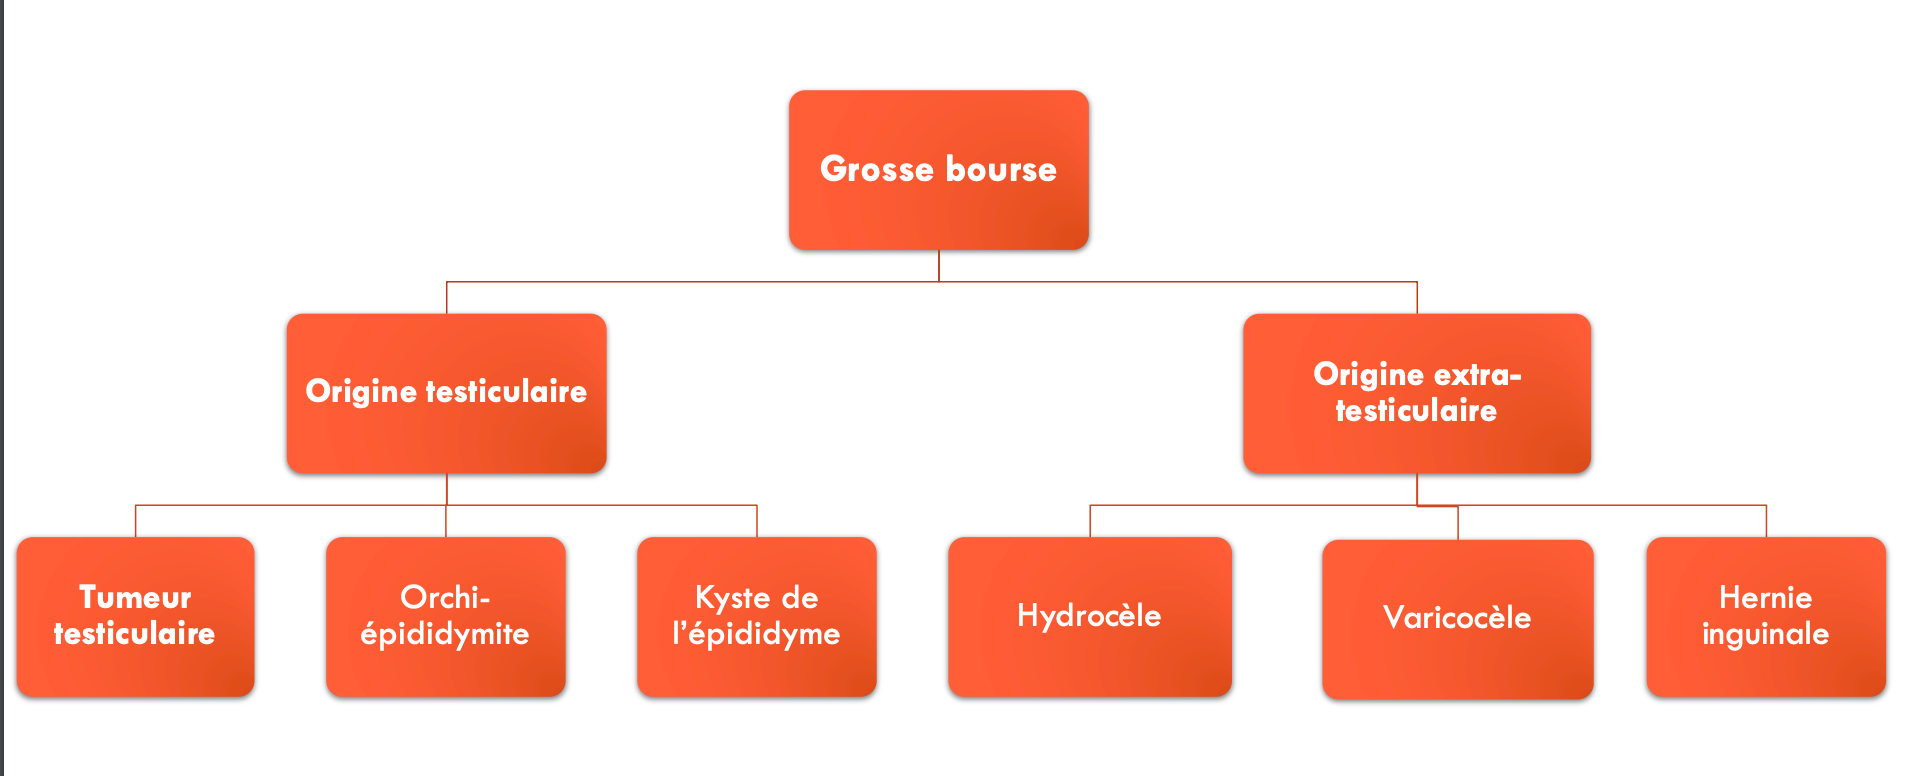 Grosse bourse
Origine testiculaire
Origine extra-
testiculaire
Tumeur
testiculaire
Orchi-
épididymite
Kyste de
l’épididyme
Hydrocèle
Varicocèle
Hernie
inguinale